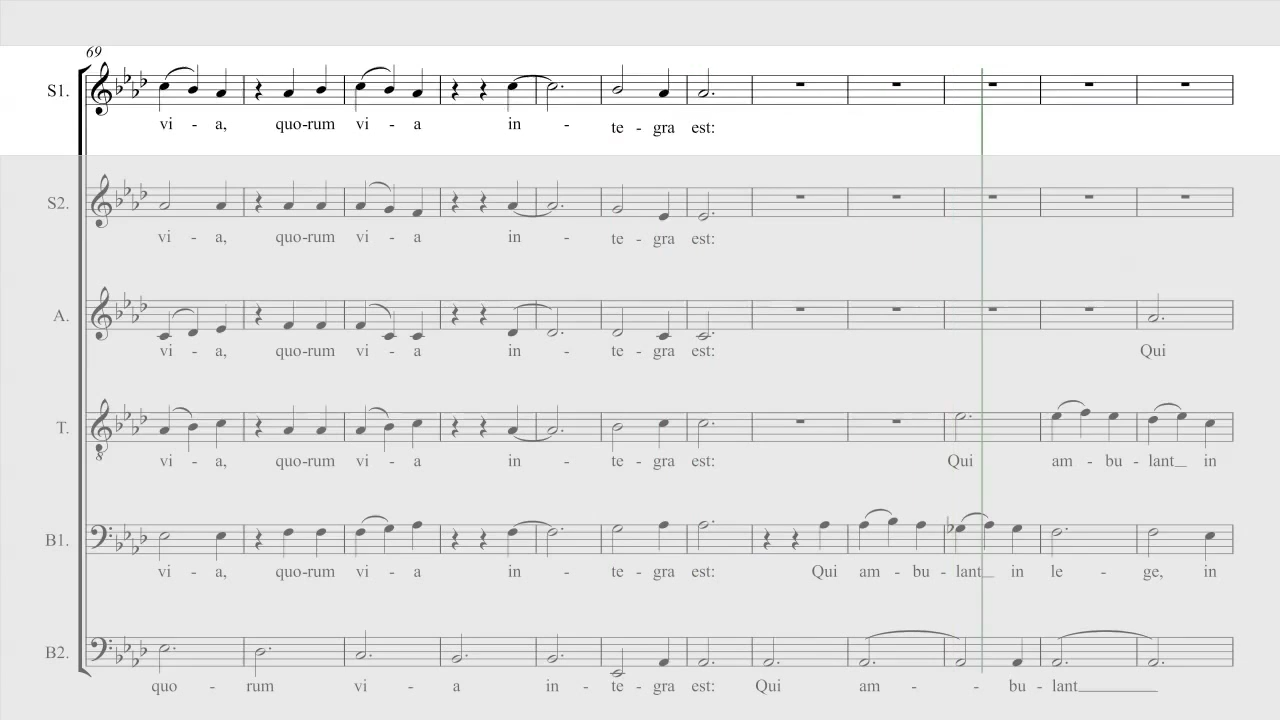 69
S1.
vi - a, quo-rum vi - a in - te - gra est:
S2.
vi - a, quo-rum vi - a in - te - gra est:
A.
vi - a, quo-rum vi - a in - te - gra est: Qui
T.
vi - a, quo-rum vi - a in - te - gra est: Qui am - bu - lant_ in
B1.
vi - a, quo-rum vi - a in - te - gra est: Qui am - bu - lant_ in le - ge, in
B2.
quo - rum vi - a in - te - gra est: Qui am - - bu - lant_